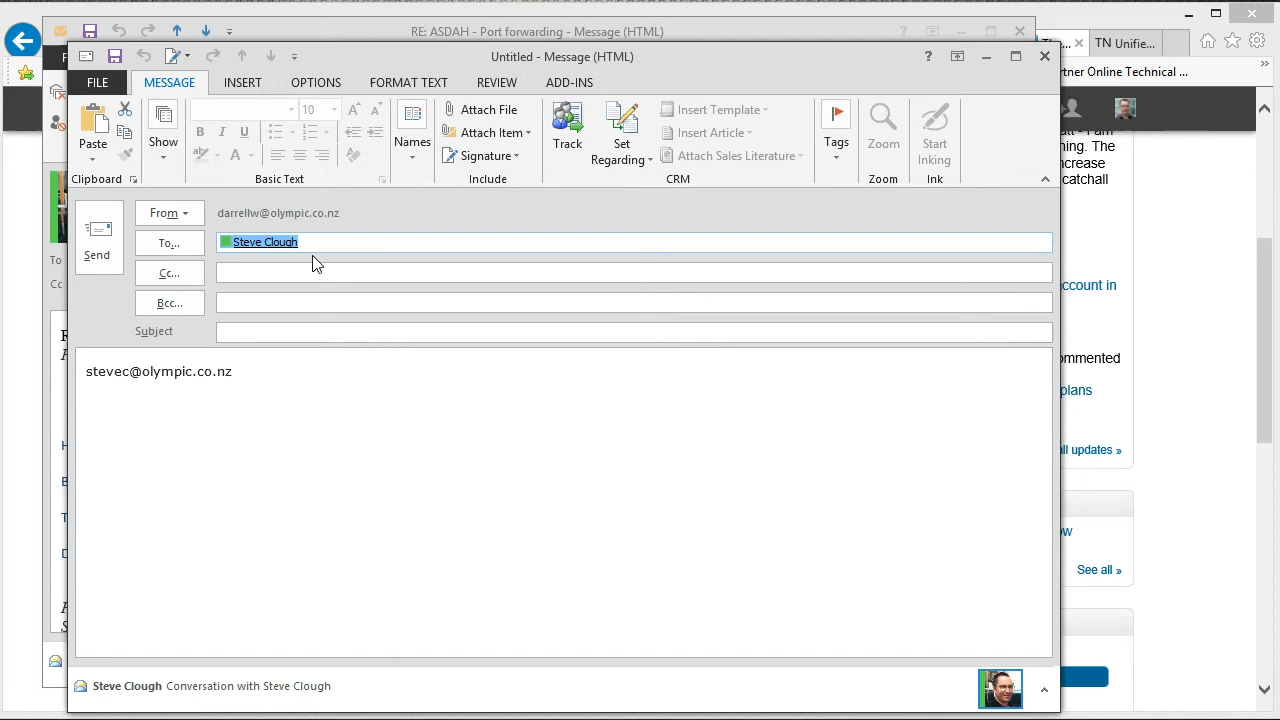 RE: ASDAH - Port forwarding - Message (HTML)
TN Unifie...
Untitled - Message (HTML)
rtner Online Technical ...
FILE MESSAGE INSERT OPTIONS FORMAT TEXT REVIEW ADD-INS
Paste
Show
10
B I U
Names
Attach File
Attach Item
Signature
Track
Set
Regarding
Insert Template
Insert Article
Attach Sales Literature
Tags
Zoom
Start
Inking
Clipboard Basic Text Include CRM Zoom Ink
ning. The
ncrease
catchall
Send
From darrellw@olympic.co.nz
To... Steve Clough
Cc...
Bcc...
Subject
To
Cc
stevec@olympic.co.nz
ccount in
ommented
plans
ll updates »
ow
See all »
Steve Clough Conversation with Steve Clough